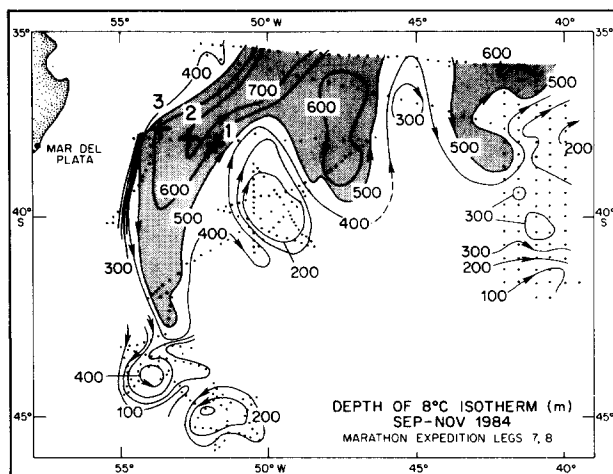 55° 50° W 45° 40°
35° 35°
400 600
700 500
3 600
2 300
1 500 200
MAR DEL PLATA
600 500
500 400 300
40° S 40°
400 300
300 200 200
100
400
100 200
DEPTH OF 8°C ISOTHERM (m)
SEP-NOV 1984
MARATHON EXPEDITION LEGS 7, 8
45° 45°
55° 50° 45° 40°